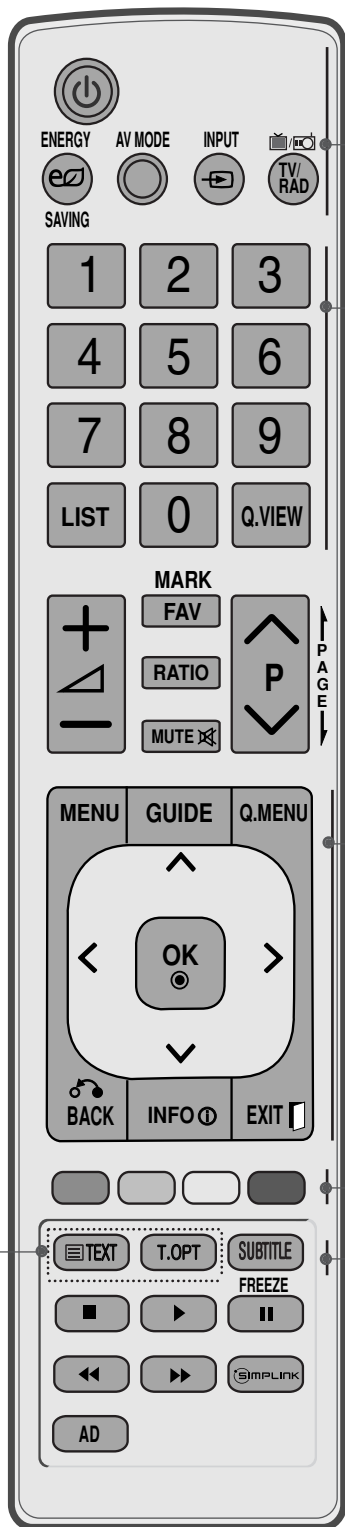 ENERGY AV MODE INPUT
TV/
RAD
SAVING
1 2 3
4 5 6
7 8 9
LIST 0 Q.VIEW
MARK
FAV
RATIO P
MUTE
PAGE
MENU GUIDE Q.MENU
OK
BACK INFO EXIT
TEXT T.OPT SUBTITLE
FREEZE
SIMPLINK
AD